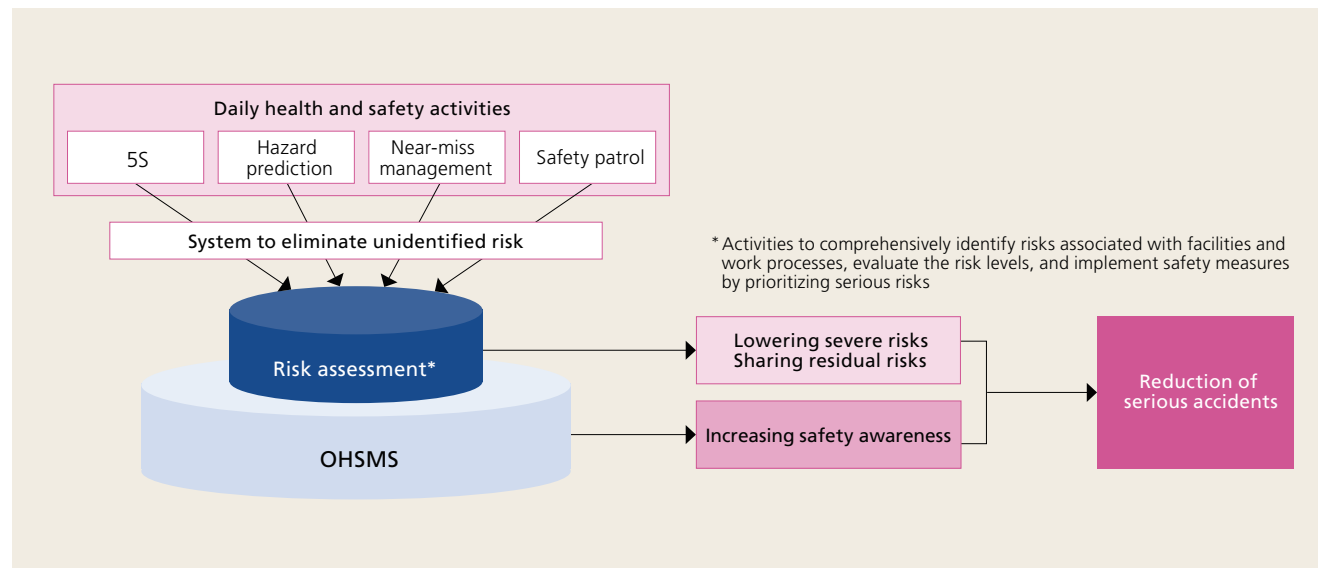 Daily health and safety activities
5S
Hazard
prediction
Near-miss
management
Safety patrol
System to eliminate unidentified risk
* Activities to comprehensively identify risks associated with facilities and
work processes, evaluate the risk levels, and implement safety measures
by prioritizing serious risks
Risk assessment*
OHSMS
Lowering severe risks
Sharing residual risks
Increasing safety awareness
Reduction of
serious accidents